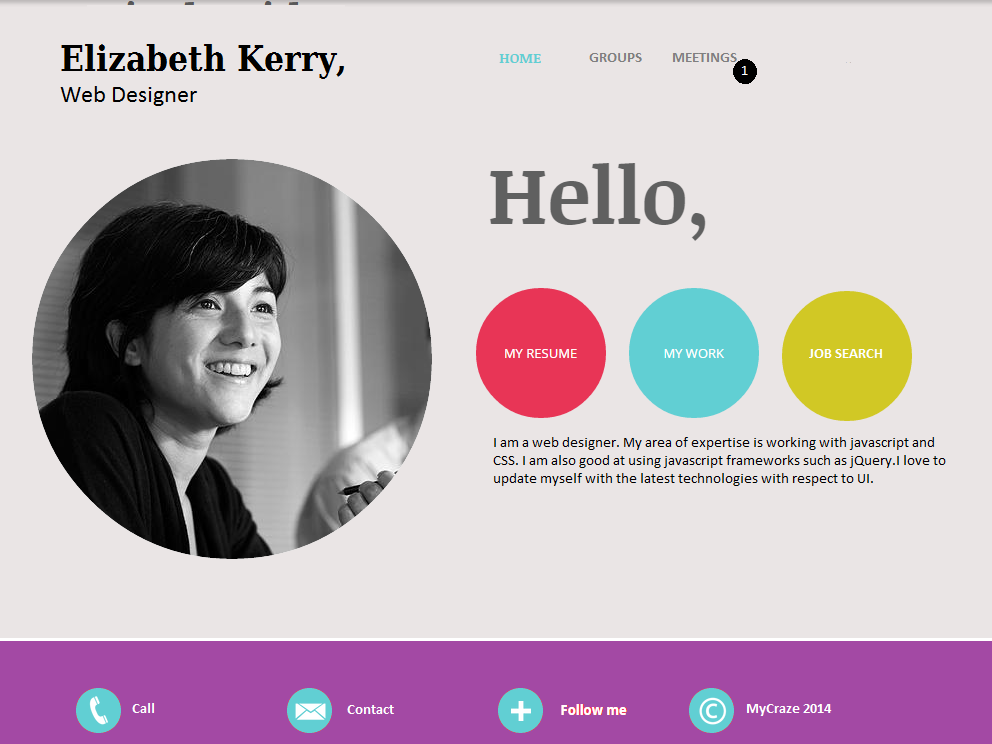 Elizabeth Kerry,
Web Designer
HOME GROUPS MEETINGS
1
Hello,
MY RESUME MY WORK JOB SEARCH
I am a web designer. My area of expertise is working with javascript and
CSS. I am also good at using javascript frameworks such as jQuery.I love to
update myself with the latest technologies with respect to UI.
Call Contact Follow me © MyCraze 2014